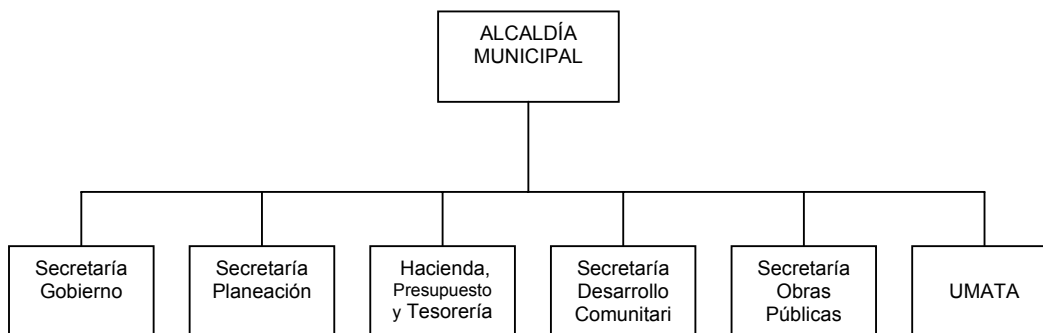 ALCALDÍA
MUNICIPAL
Secretaría
Gobierno
Secretaría
Planeación
Hacienda,
Presupuesto
y Tesorería
Secretaría
Desarrollo
Comunitari
Secretaría
Obras
Públicas
UMATA